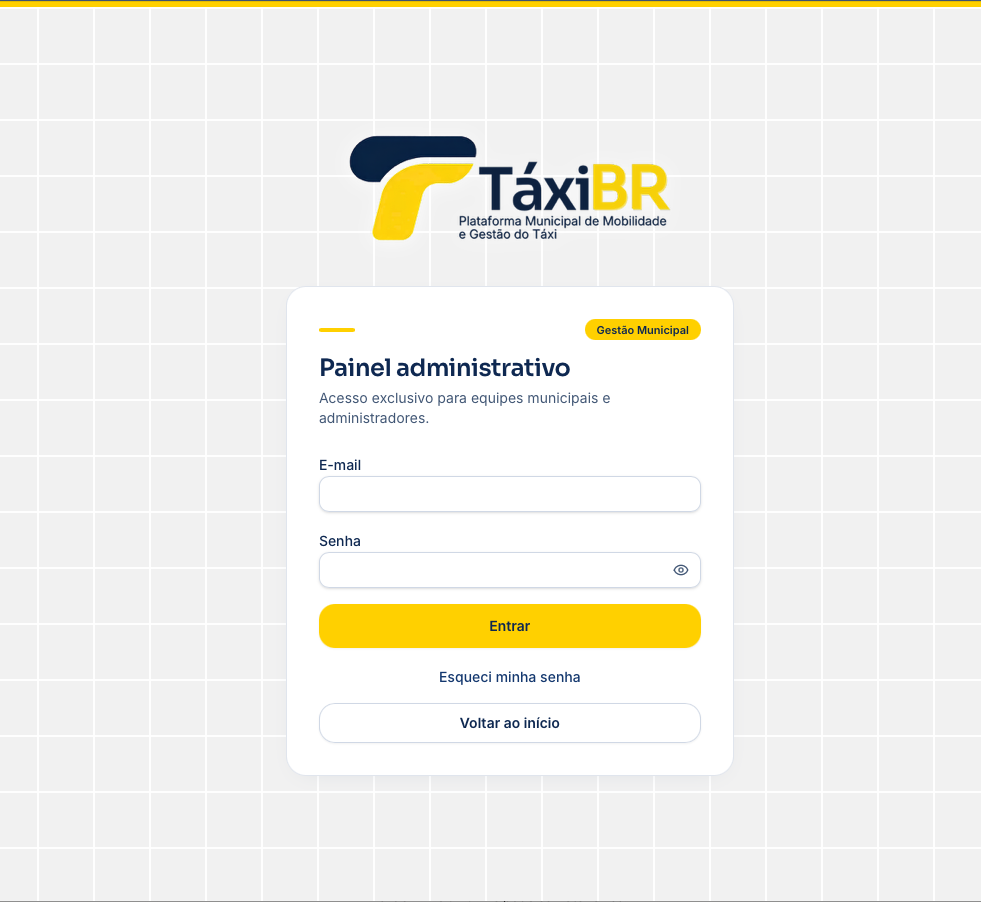 TáxiBR
Plataforma Municipal de Mobilidade
e Gestão do Táxi
Gestão Municipal
Painel administrativo
Acesso exclusivo para equipes municipais e
administradores.
E-mail
Senha
Entrar
Esqueci minha senha
Voltar ao início